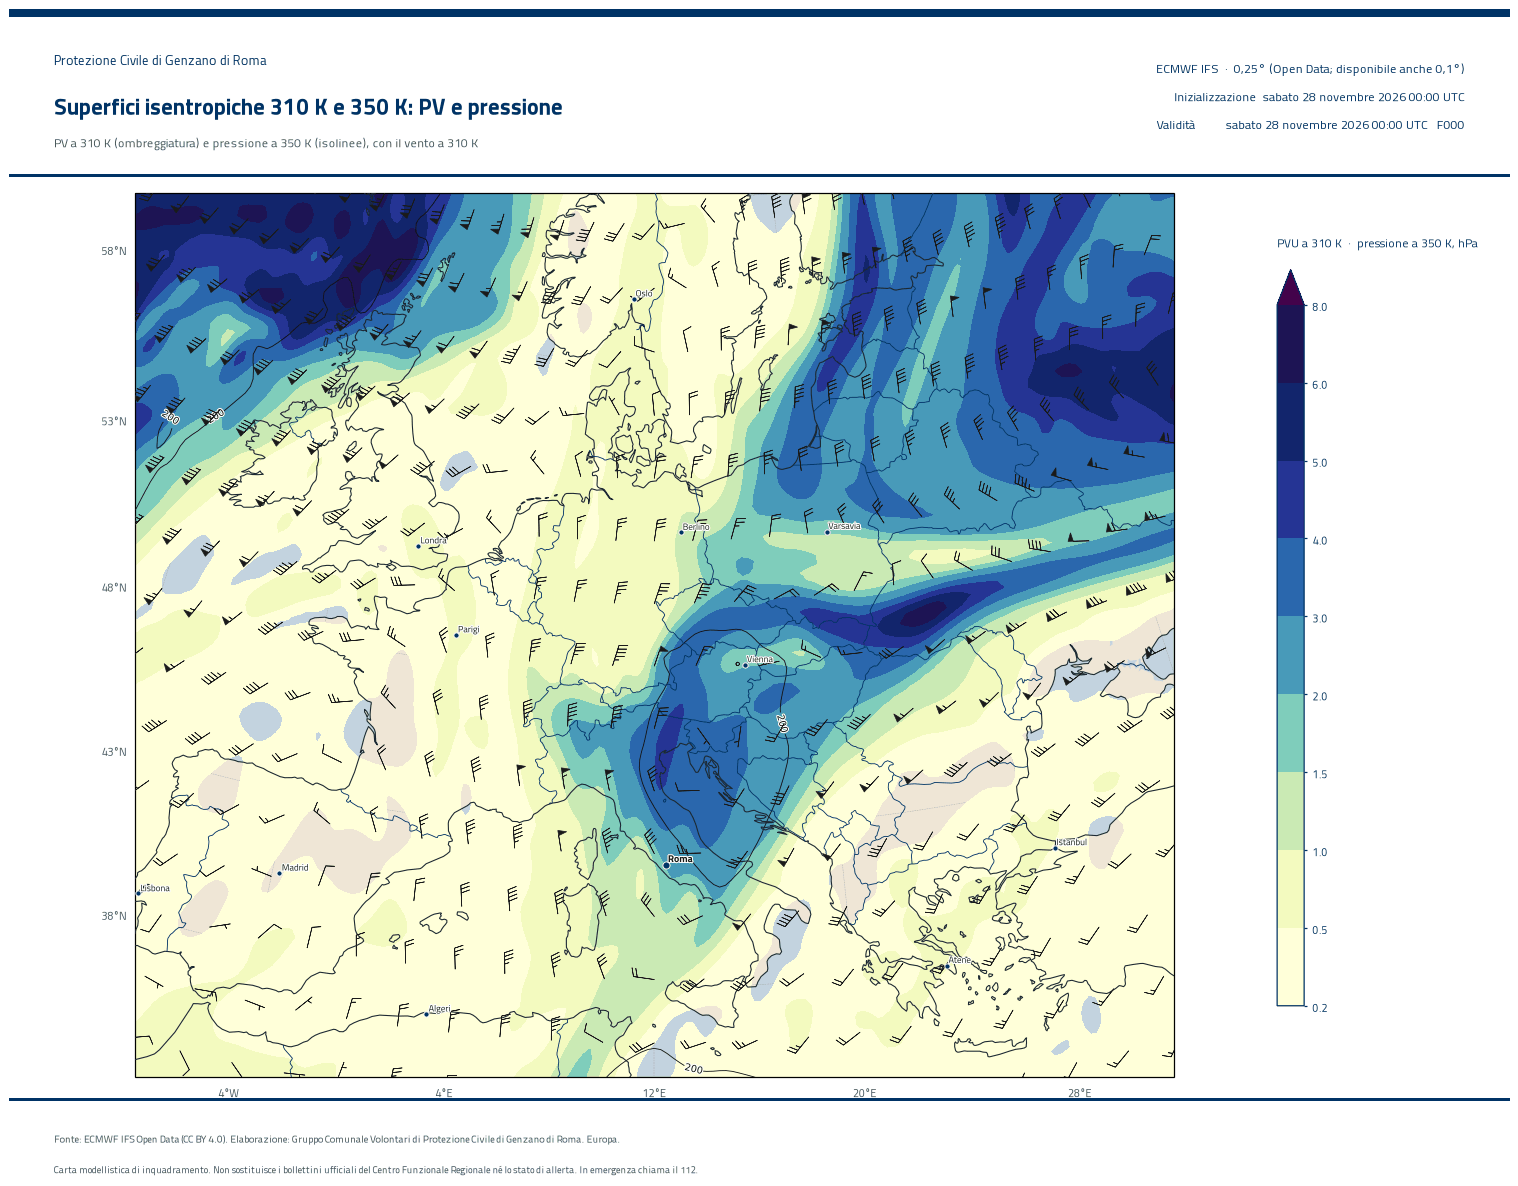 Protezione Civile di Genzano di Roma
Superfici isentropiche 310 K e 350 K: PV e pressione
PV a 310 K (ombreggiatura) e pressione a 350 K (isolinee), con il vento a 310 K
ECMWF IFS · 0,25° (Open Data; disponibile anche 0,1°)
Inizializzazione sabato 28 novembre 2026 00:00 UTC
Validità sabato 28 novembre 2026 00:00 UTC F000
PVU a 310 K · pressione a 350 K, hPa
8.0
6.0
5.0
4.0
3.0
2.0
1.5
1.0
0.5
0.2
58°N
53°N
48°N
43°N
38°N
4°W
4°E
12°E
20°E
28°E
Oslo
200
200
Berlino
Varsavia
Londra
Parigi
Vienna
200
Roma
Madrid
Lisbona
Istanbul
Atene
Algeri
200
Fonte: ECMWF IFS Open Data (CC BY 4.0). Elaborazione: Gruppo Comunale Volontari di Protezione Civile di Genzano di Roma. Europa.
Carta modellistica di inquadramento. Non sostituisce i bollettini ufficiali del Centro Funzionale Regionale né lo stato di allerta. In emergenza chiama il 112.